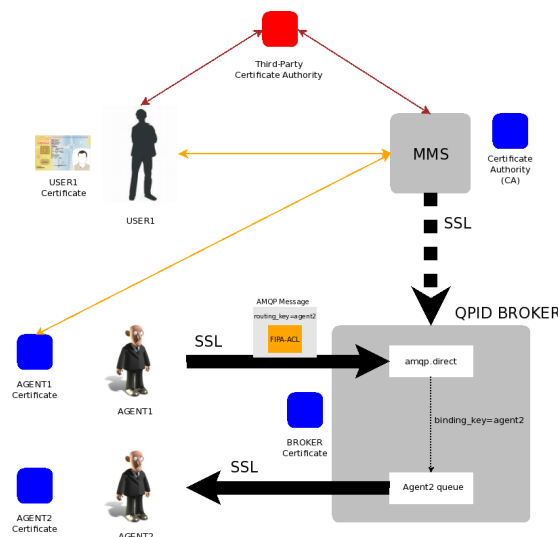 Third-Party
Certificate Authority
MMS
Certificate
Authority
(CA)
USER1
Certificate
USER1
SSL
QPID BROKER
AMQP Message
routing_key=agent2
FIPA-ACL
SSL
amqp.direct
AGENT1
Certificate
AGENT1
binding_key=agent2
BROKER
Certificate
SSL
Agent2 queue
AGENT2
Certificate
AGENT2